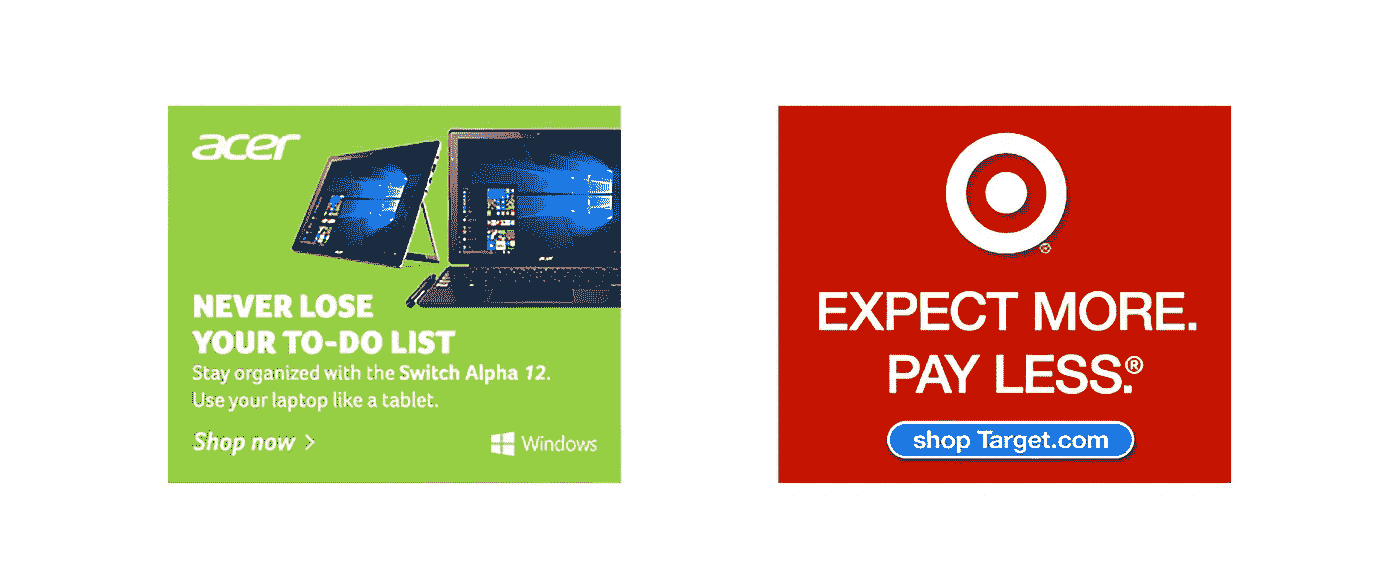 acer
NEVER LOSE
YOUR TO-DO LIST
Stay organized with the Switch Alpha 12.
Use your laptop like a tablet.
Shop now >
Windows
EXPECT MORE.
PAY LESS.®
shop Target.com